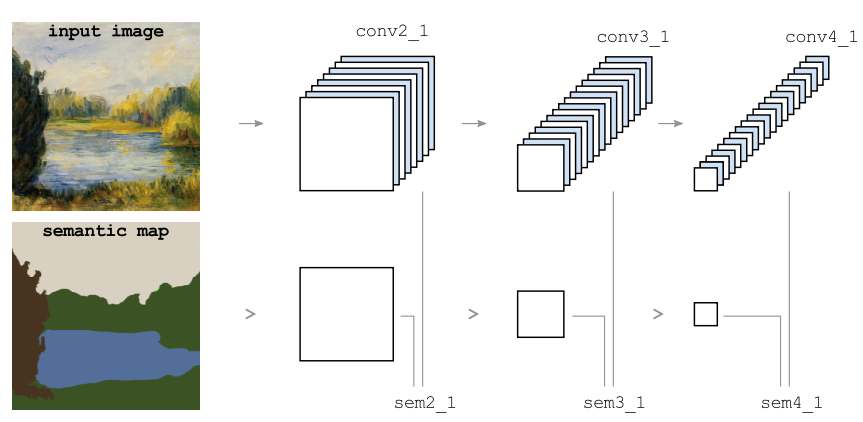 input image
conv2_1
conv3_1
conv4_1
semantic map
sem2_1
sem3_1
sem4_1